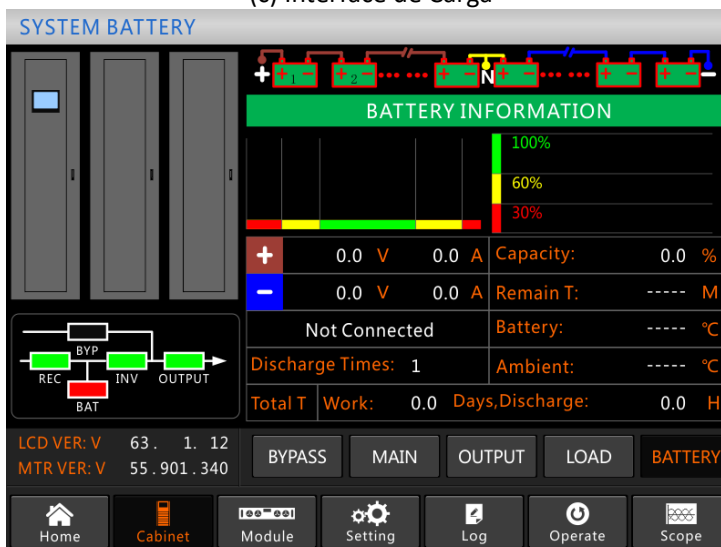 (c) Interface de Carga
SYSTEM BATTERY
+ 1 - + 2 - ... ... + - N + - ... ... + - + - -
BATTERY INFORMATION
100%
60%
30%
+ 0.0 V 0.0 A Capacity: 0.0 %
- 0.0 V 0.0 A Remain T: ----- M
Not Connected Battery: ----- ℃
Discharge Times: 1 Ambient: ----- ℃
Total T Work: 0.0 Days,Discharge: 0.0 H
BYP
REC INV OUTPUT
BAT
LCD VER: V 63. 1. 12
MTR VER: V 55.901.340
BYPASS MAIN OUTPUT LOAD BATTERY
Home Cabinet Module Setting Log Operate Scope